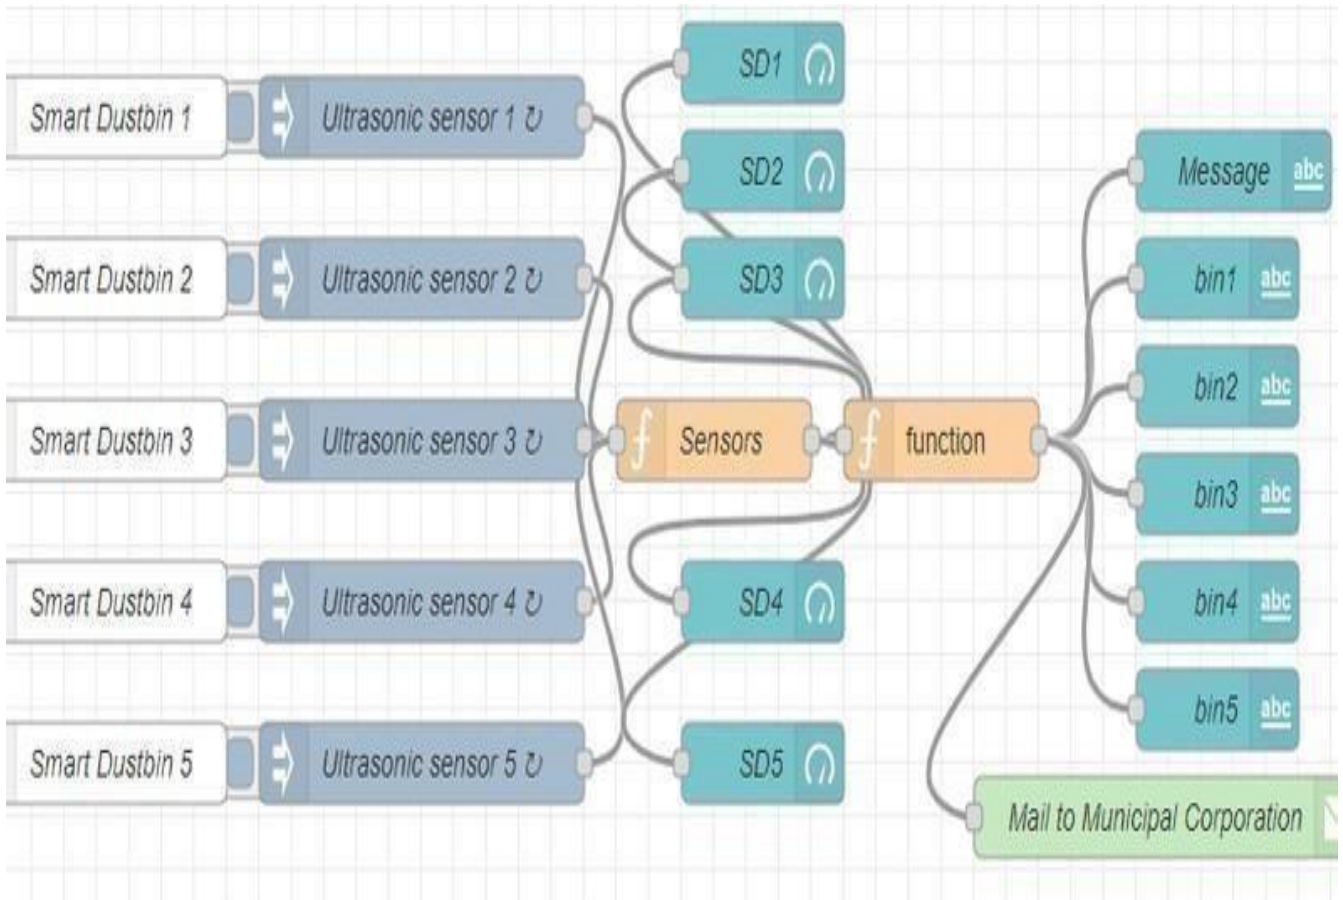 Smart Dustbin 1
Ultrasonic sensor 1 ↻
Smart Dustbin 2
Ultrasonic sensor 2 ↻
Smart Dustbin 3
Ultrasonic sensor 3 ↻
Smart Dustbin 4
Ultrasonic sensor 4 ↻
Smart Dustbin 5
Ultrasonic sensor 5 ↻
SD1
SD2
SD3
Sensors
function
SD4
SD5
Message abc
bin1 abc
bin2 abc
bin3 abc
bin4 abc
bin5 abc
Mail to Municipal Corporation